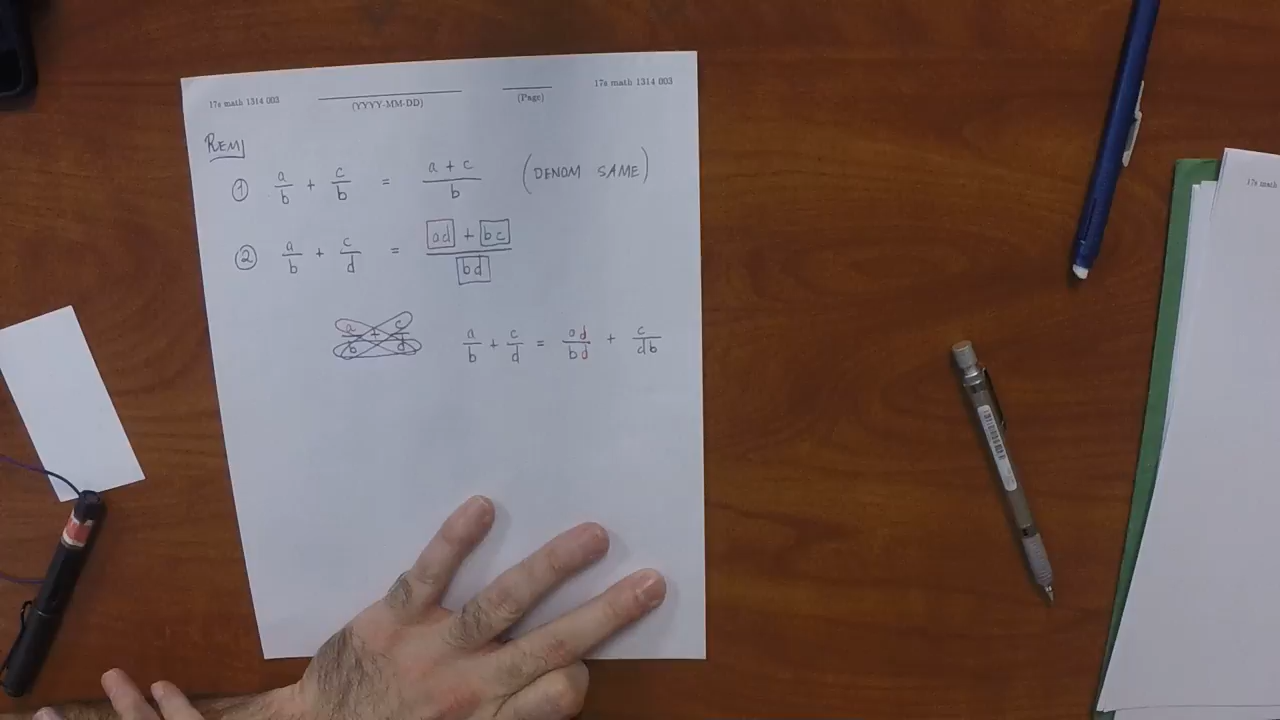 17s math 1314 003 (YYYY-MM-DD) (Page) 17s math 1314 003
REM
① a/b + c/b = (a + c)/b (DENOM SAME)
② a/b + c/d = (ad + bc)/bd
a/b + c/d a/b + c/d = ad/bd + c/db
17s math